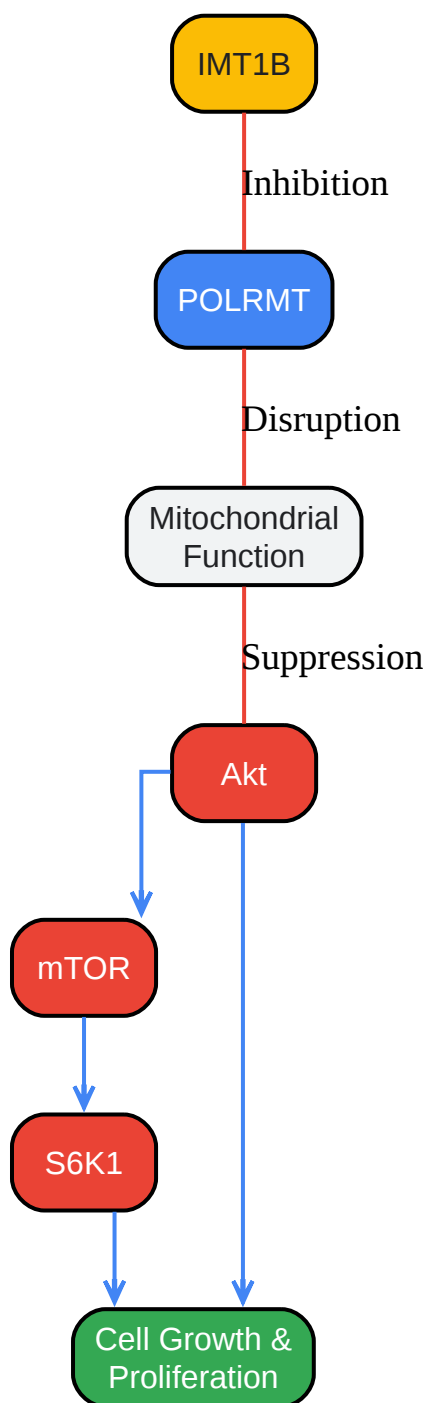 IMT1B
Inhibition
POLRMT
Disruption
Mitochondrial
Function
Suppression
Akt
mTOR
S6K1
Cell Growth &
Proliferation